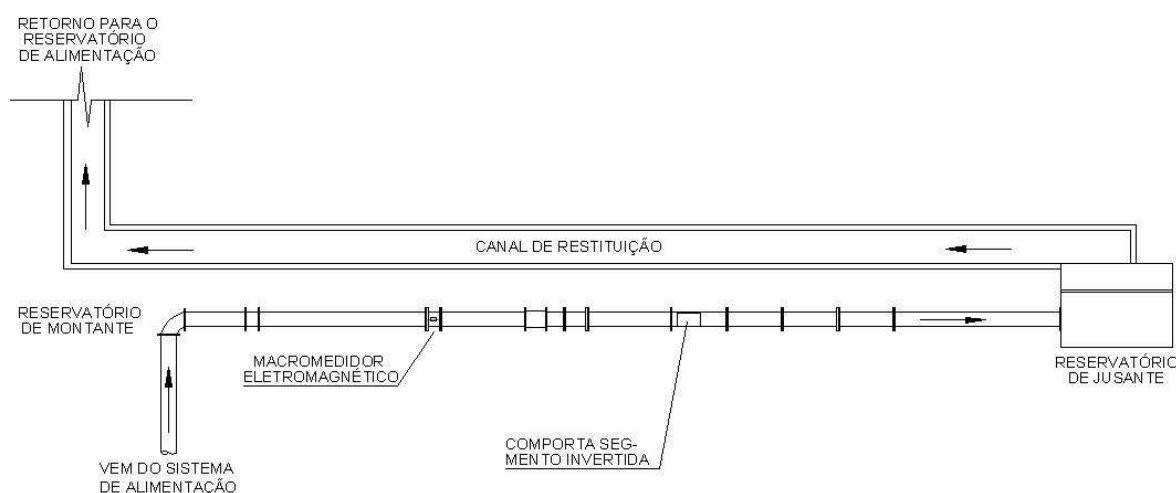 RETORNO PARA O
RESERVATÓRIO
DE ALIMENTAÇÃO
CANAL DE RESTITUIÇÃO
RESERVATÓRIO
DE MONTANTE
MACROMEDIDOR
ELETROMAGNÉTICO
RESERVATÓRIO
DE JUSANTE
COMPORTA SEG-
MENTO INVERTIDA
VEM DO SISTEMA
DE ALIMENTAÇÃO